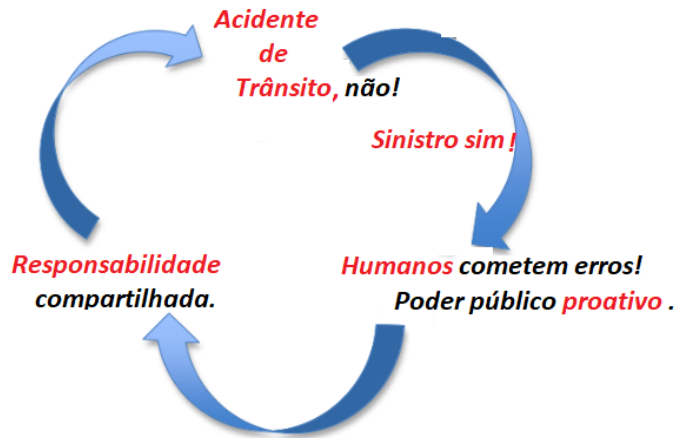 Acidente
de
Trânsito, não!
Sinistro sim!
Humanos cometem erros!
Poder público proativo .
Responsabilidade
compartilhada.